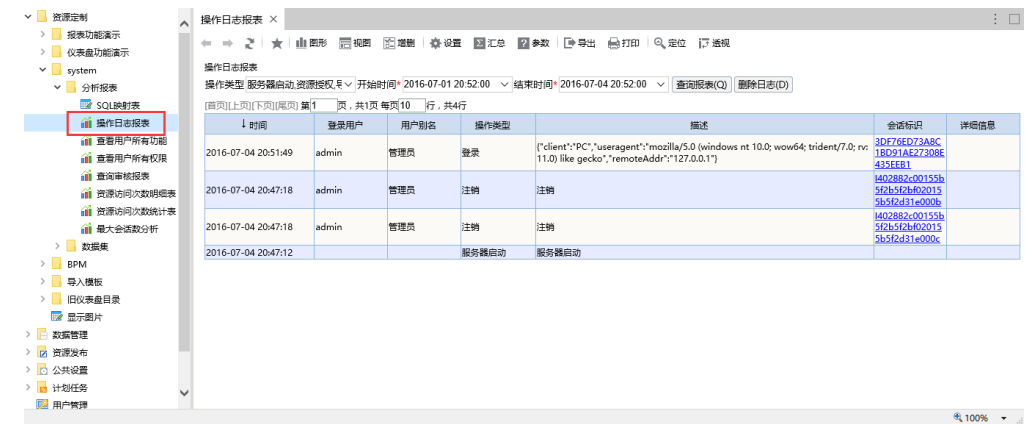 资源定制
报表功能演示
仪表盘功能演示
system
分析报表
SQL映射表
操作日志报表
查看用户所有功能
查看用户所有权限
查询审核报表
资源访问次数明细表
资源访问次数统计表
最大会话数分析
数据集
BPM
导入模板
旧仪表盘目录
显示图片
数据管理
资源发布
公共设置
计划任务
用户管理
操作日志报表 ×
图形 视图 增删 设置 Σ汇总 ?参数 导出 打印 定位 透视
操作日志报表
操作类型 服务器启动,资源授权,导 开始时间* 2016-07-01 20:52:00 结束时间* 2016-07-04 20:52:00 查询报表(Q) 删除日志(D)
[首页][上页][下页][尾页] 第1页 , 共1页 每页10行 , 共4行
↓时间 登录用户 用户别名 操作类型 描述 会话标识 详细信息
2016-07-04 20:51:49 admin 管理员 登录 {"client":"PC","useragent":"mozilla/5.0 (windows nt 10.0; wow64; trident/7.0; rv:11.0) like gecko","remoteAddr":"127.0.0.1"} 3DF76ED73A8C1BD91AE27308E435EEB1
2016-07-04 20:47:18 admin 管理员 注销 注销 I402882c00155b5f2b5f2bf020155b5f2d31e000b
2016-07-04 20:47:18 admin 管理员 注销 注销 I402882c00155b5f2b5f2bf020155b5f2d31e000c
2016-07-04 20:47:12 服务器启动 服务器启动
100%